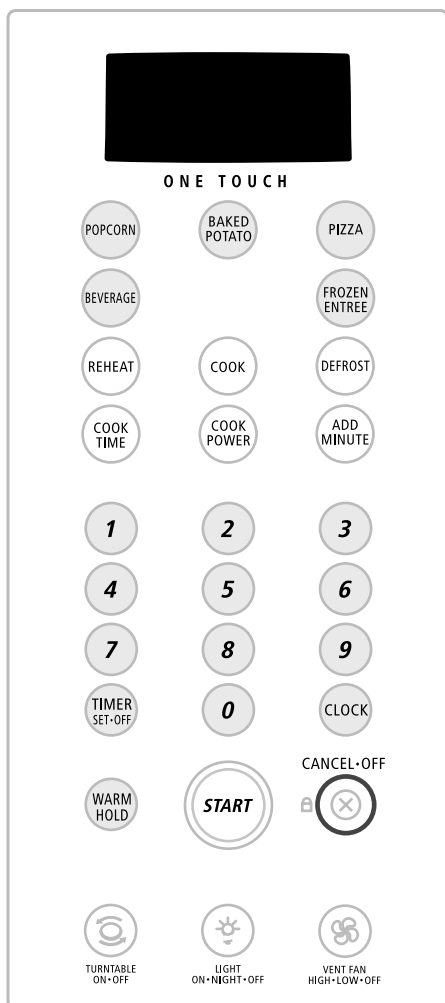 ONE TOUCH
POPCORN
BAKED
POTATO
PIZZA
BEVERAGE
FROZEN
ENTREE
REHEAT
COOK
DEFROST
COOK
TIME
COOK
POWER
ADD
MINUTE
1
2
3
4
5
6
7
8
9
TIMER
SET•OFF
0
CLOCK
CANCEL•OFF
WARM
HOLD
START
TURNTABLE
ON•OFF
LIGHT
ON•NIGHT•OFF
VENT FAN
HIGH•LOW•OFF